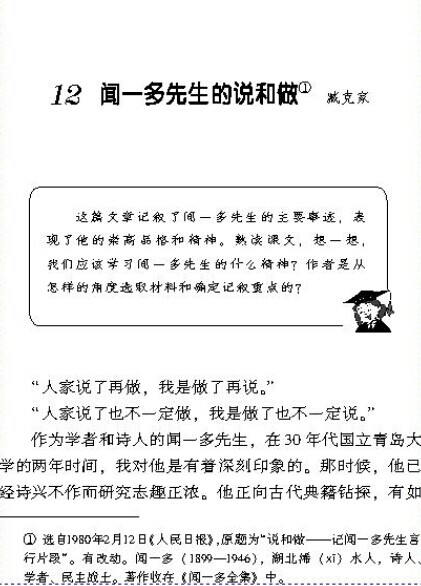 12 闻一多先生的说和做① 臧克家
这篇文章记叙了闻一多先生的主要事迹，表
现了他的崇高品格和精神。熟读课文，想一想，
我们应该学习闻一多先生的什么精神？作者是从
怎样的角度选取材料和确定记叙重点的？
“人家说了再做，我是做了再说。”
“人家说了也不一定做，我是做了也不一定说。”
作为学者和诗人的闻一多先生，在30年代国立青岛大
学的两年时间，我对他是有着深刻印象的。那时候，他已
经诗兴不作而研究志趣正浓。他正向古代典籍钻探，有如
① 选自1980年2月12日《人民日报》，原题为“说和做——记闻一多先生言
行片段”。有改动。闻一多（1899—1946），湖北浠（xī）水人，诗人、
学者、民主战士。著作收在《闻一多全集》中。